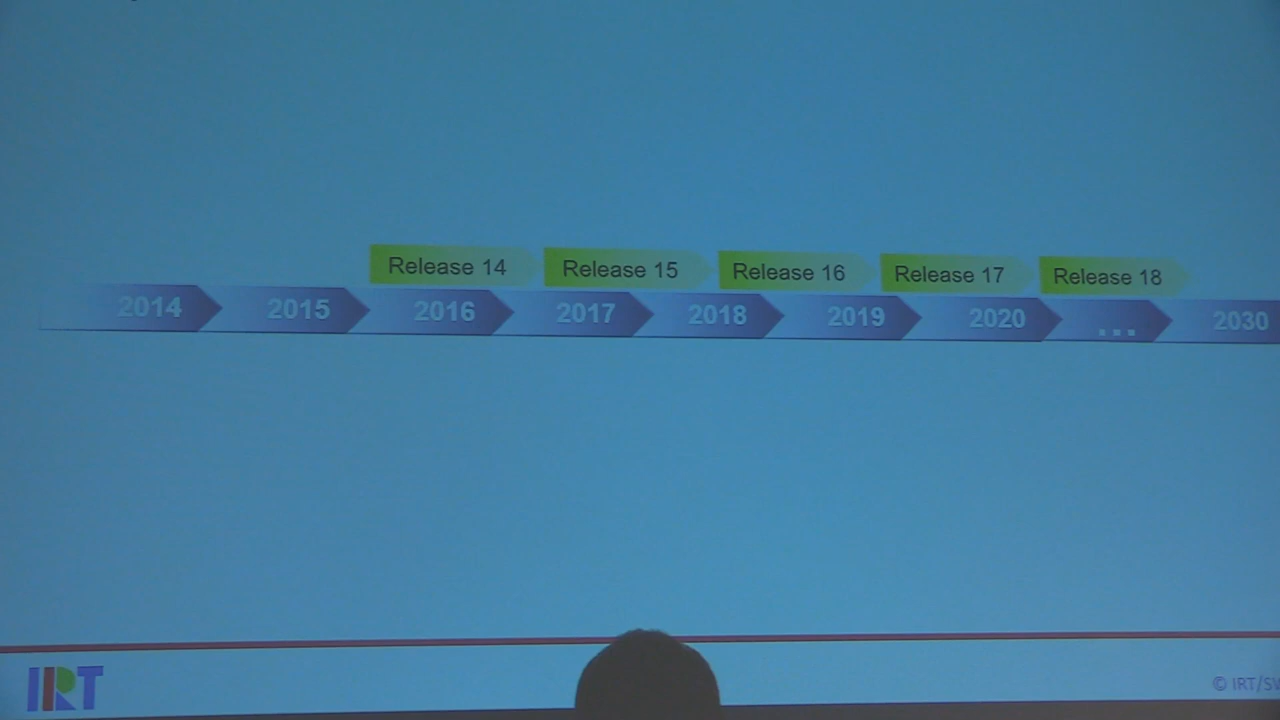 Release 14 Release 15 Release 16 Release 17 Release 18
2014 2015 2016 2017 2018 2019 2020 ... 2030
IRT
© IRT/